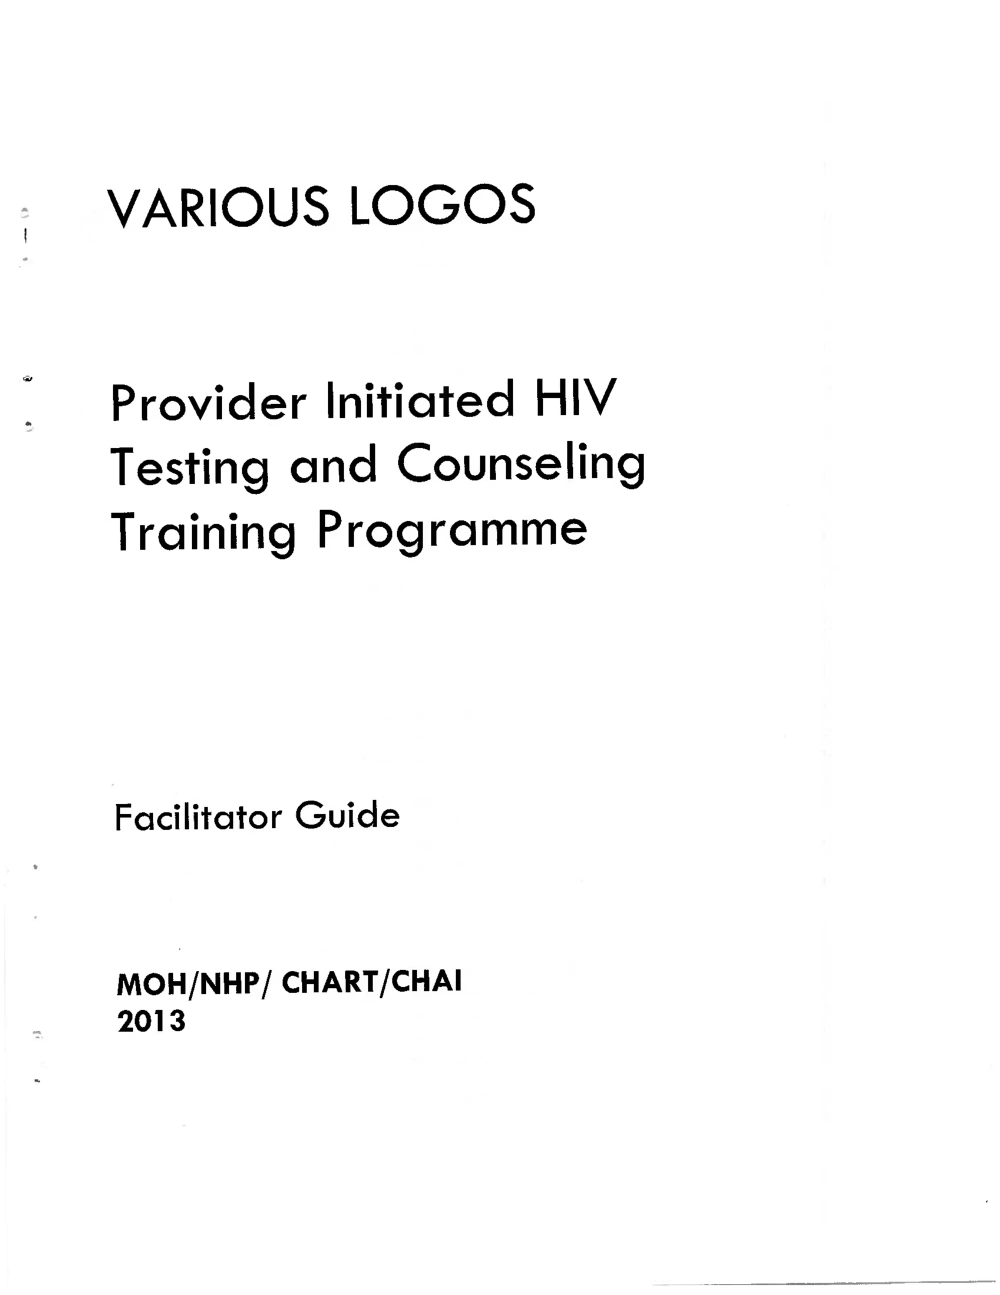 VARIOUS LOGOS
Provider Initiated HIV
Testing and Counseling
Training Programme
Facilitator Guide
MOH/NHP/ CHART/CHAI
2013